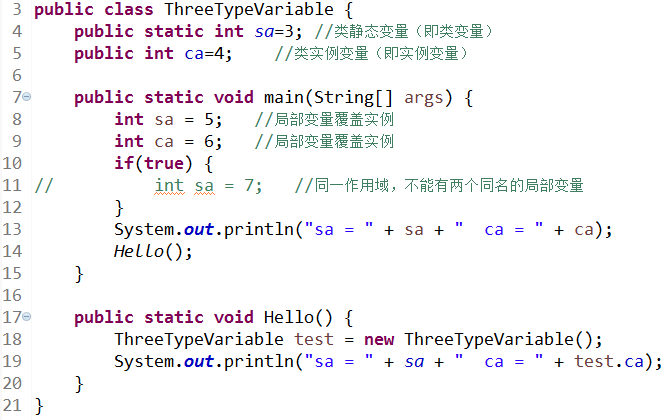 3 public class ThreeTypeVariable {
4     public static int sa=3; //类静态变量（即类变量）
5     public int ca=4;    //类实例变量（即实例变量）
6
7     public static void main(String[] args) {
8         int sa = 5;   //局部变量覆盖实例
9         int ca = 6;   //局部变量覆盖实例
10         if(true) {
11 //          int sa = 7;   //同一作用域，不能有两个同名的局部变量
12         }
13         System.out.println("sa = " + sa + "  ca = " + ca);
14         Hello();
15     }
16
17     public static void Hello() {
18         ThreeTypeVariable test = new ThreeTypeVariable();
19         System.out.println("sa = " + sa + "  ca = " + test.ca);
20     }
21 }